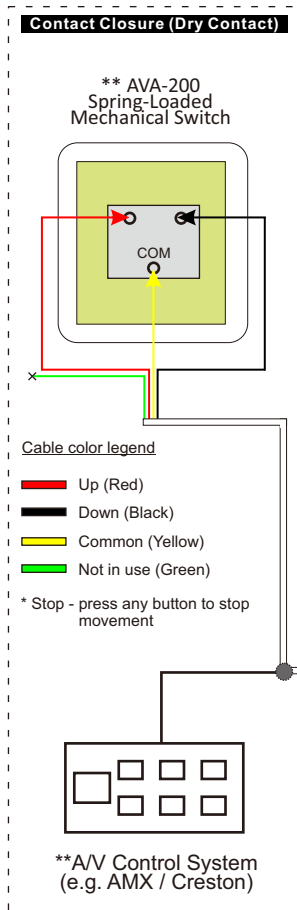 Contact Closure (Dry Contact)
** AVA-200
Spring-Loaded
Mechanical Switch
COM
Cable color legend
Up (Red)
Down (Black)
Common (Yellow)
Not in use (Green)
* Stop - press any button to stop
movement
**A/V Control System
(e.g. AMX / Creston)